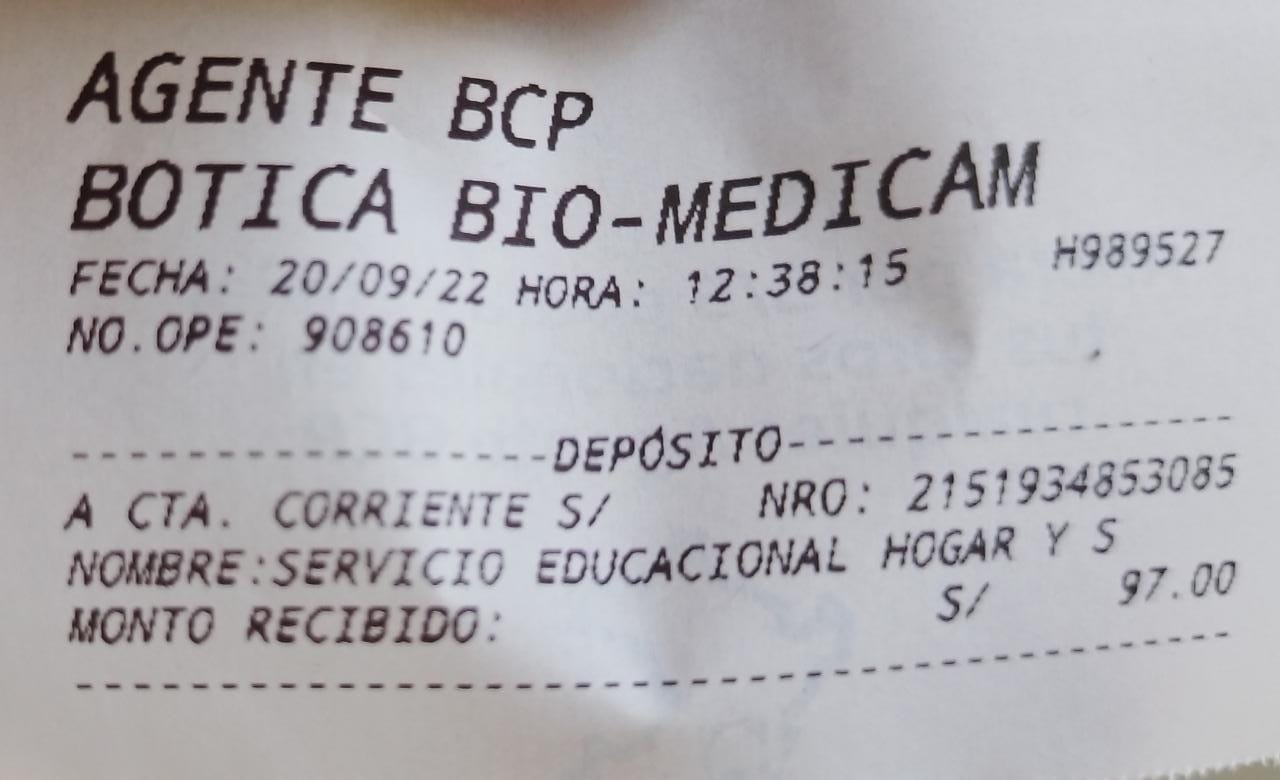 AGENTE BCP
BOTICA BIO-MEDICAM
FECHA: 20/09/22 HORA: 12:38:15 H989527
NO.OPE: 908610
------------------DEPÓSITO-----------------
A CTA. CORRIENTE S/ NRO: 2151934853085
NOMBRE:SERVICIO EDUCACIONAL HOGAR Y S
MONTO RECIBIDO: S/ 97.00